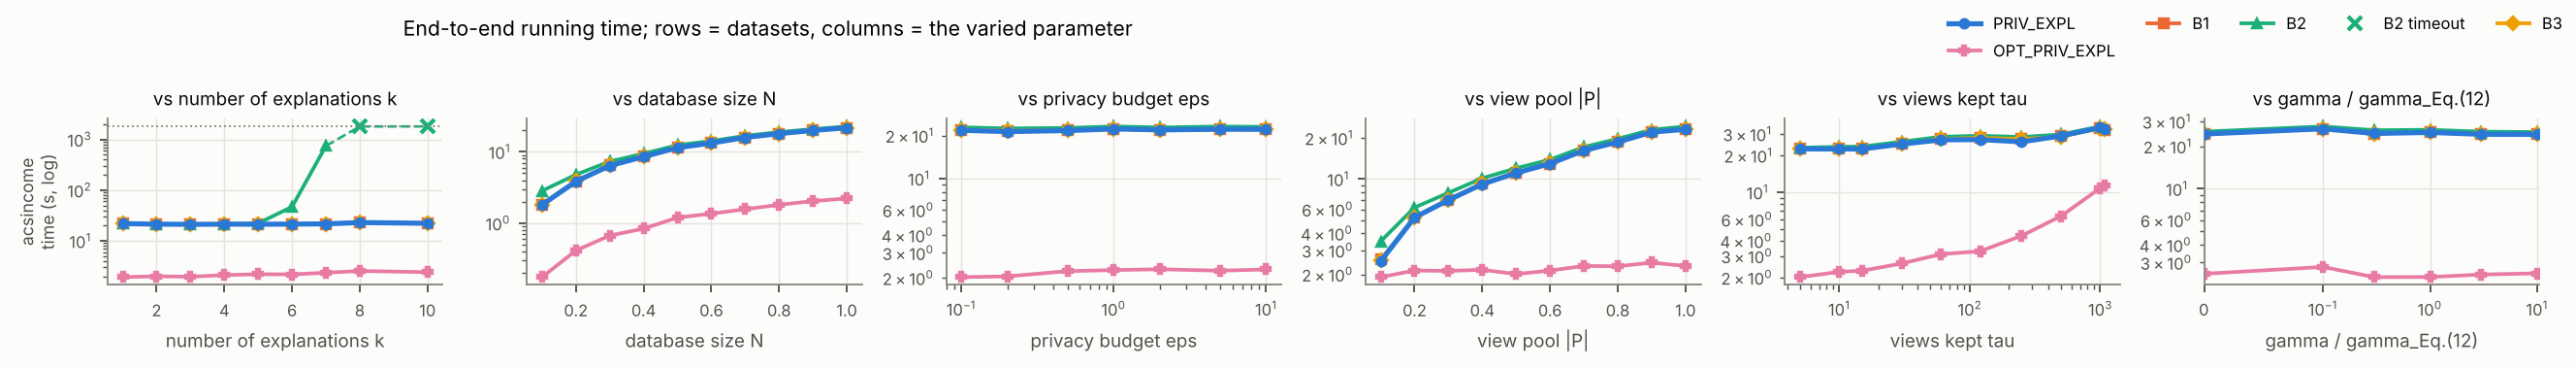 End-to-end running time; rows = datasets, columns = the varied parameter
PRIV_EXPL B1 B2 B2 timeout B3
OPT_PRIV_EXPL
vs number of explanations k
10³
10²
10¹
acsincome
time (s, log)
2 4 6 8 10
number of explanations k
vs database size N
10¹
10⁰
0.2 0.4 0.6 0.8 1.0
database size N
vs privacy budget eps
2 × 10¹
10¹
6 × 10⁰
4 × 10⁰
3 × 10⁰
2 × 10⁰
10⁻¹ 10⁰ 10¹
privacy budget eps
vs view pool |P|
2 × 10¹
10¹
6 × 10⁰
4 × 10⁰
3 × 10⁰
2 × 10⁰
0.2 0.4 0.6 0.8 1.0
view pool |P|
vs views kept tau
3 × 10¹
2 × 10¹
10¹
6 × 10⁰
4 × 10⁰
3 × 10⁰
2 × 10⁰
10¹ 10² 10³
views kept tau
vs gamma / gamma_Eq.(12)
3 × 10¹
2 × 10¹
10¹
6 × 10⁰
4 × 10⁰
3 × 10⁰
0 10⁻¹ 10⁰ 10¹
gamma / gamma_Eq.(12)